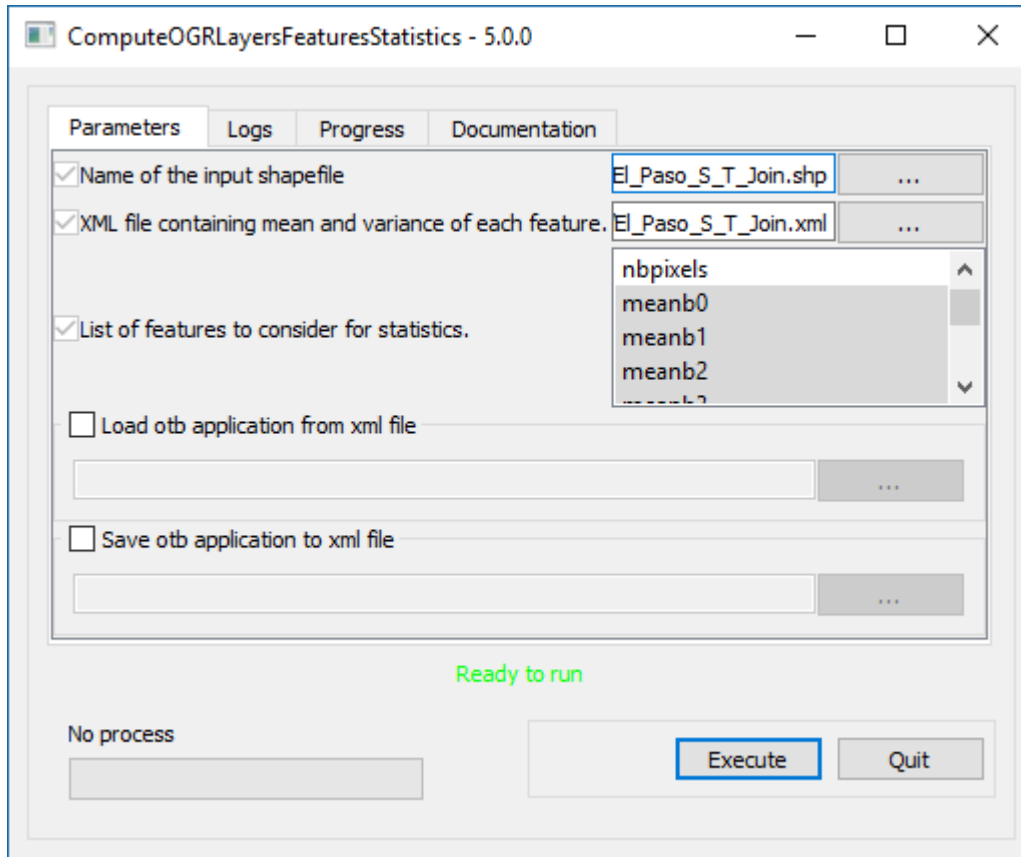 ComputeOGRLayersFeaturesStatistics - 5.0.0
Parameters Logs Progress Documentation
Name of the input shapefile El_Paso_S_T_Join.shp ...
XML file containing mean and variance of each feature. El_Paso_S_T_Join.xml ...
nbpixels
meanb0
List of features to consider for statistics. meanb1
meanb2
Load otb application from xml file
...
Save otb application to xml file
...
Ready to run
No process
Execute Quit